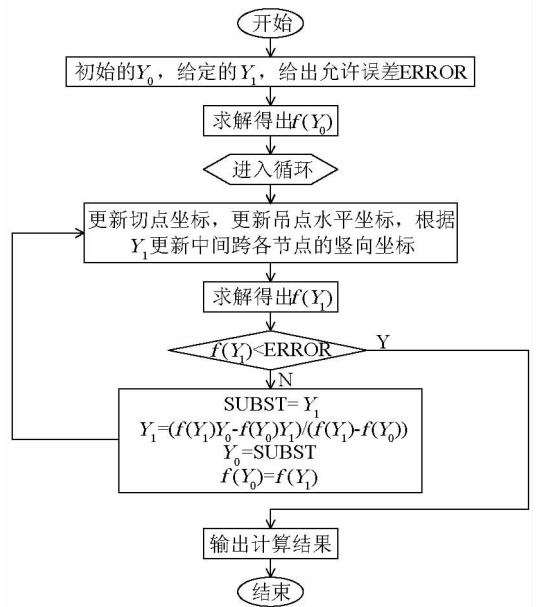 开始
初始的Y₀，给定的Y₁，给出允许误差ERROR
求解得出f(Y₀)
进入循环
更新切点坐标，更新吊点水平坐标，根据
Y₁更新中间跨各节点的竖向坐标
求解得出f(Y₁)
f(Y₁)<ERROR
Y
N
SUBST= Y₁
Y₁=(f(Y₁)Y₀-f(Y₀)Y₁)/(f(Y₁)-f(Y₀))
Y₀=SUBST
f(Y₀)=f(Y₁)
输出计算结果
结束